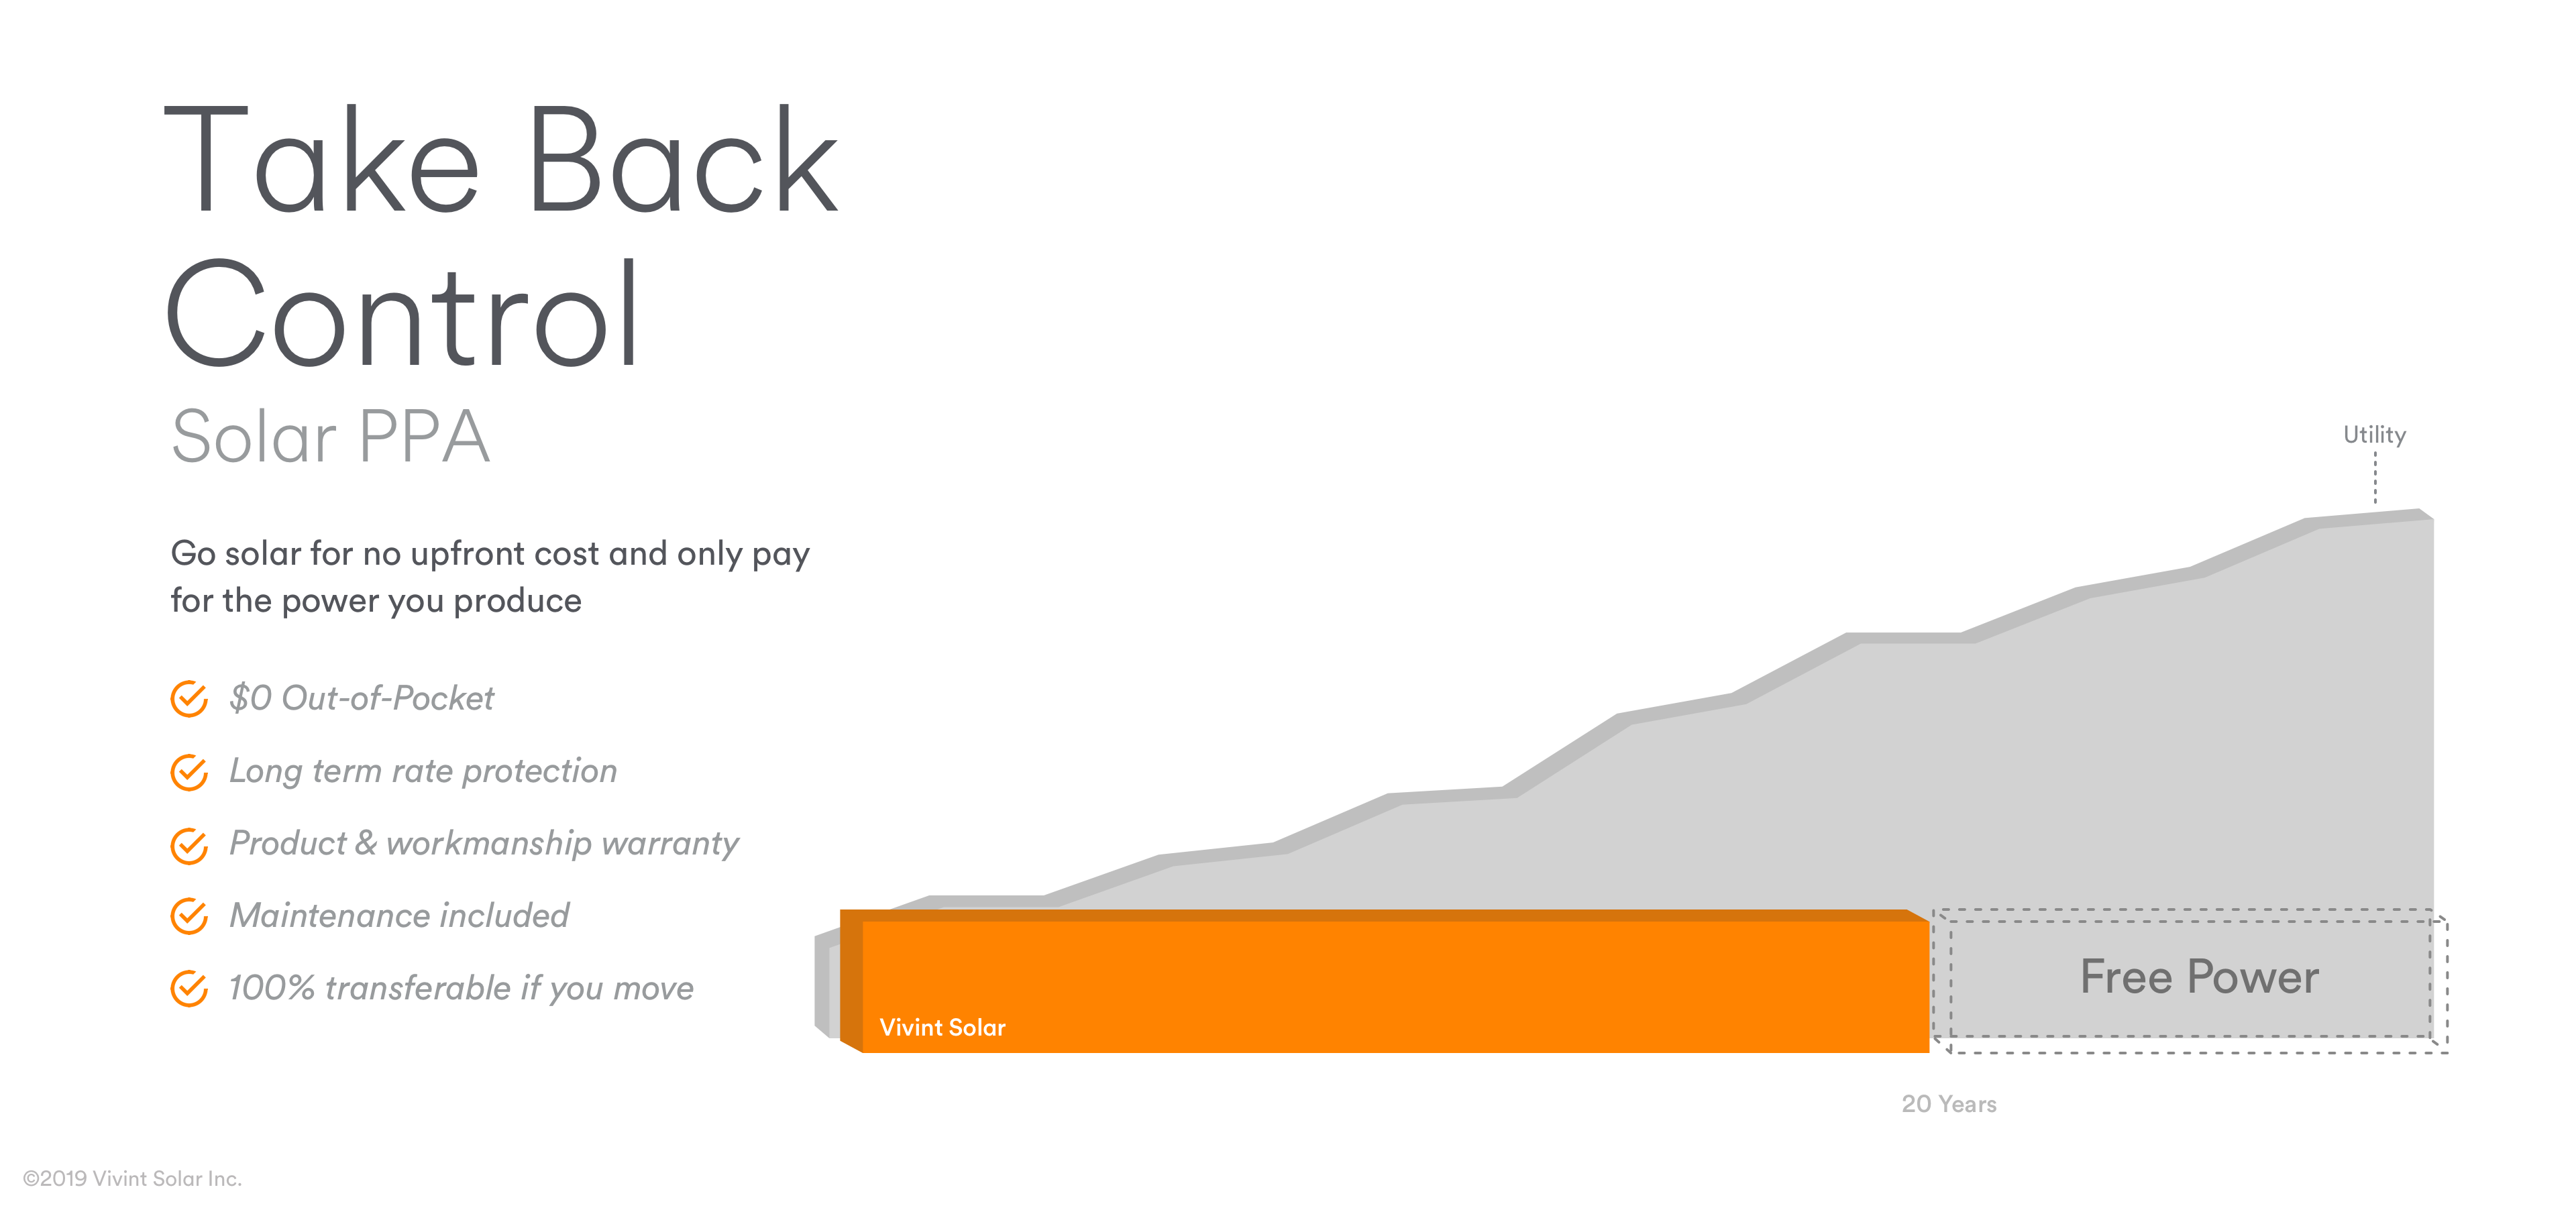 Take Back
Control
Solar PPA
Go solar for no upfront cost and only pay
for the power you produce
$0 Out-of-Pocket
Long term rate protection
Product & workmanship warranty
Maintenance included
100% transferable if you move
Utility
Vivint Solar
Free Power
20 Years
©2019 Vivint Solar Inc.